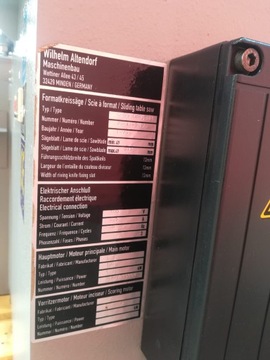 Wilhelm Altendorf
Maschinenbau
Wettiner Allee 43 / 45
32429 MINDEN / GERMANY
Formatkreissäge / Scie à format / Sliding table saw
Typ / Type
Nummer / Numéro / Number
Baujahr / Année / Year
Sägeblatt / Lame de scie / Sawblade
Sägeblatt / Lame de scie / Sawblade
Führungsschlitzbreite des Spaltkeils
Largeur de l'entaille du couteau diviseur
Width of riving knife fixing slot
Elektrischer Anschluß
Raccordement électrique
Electrical connection
Spannung / Tension / Voltage V
Strom / Courant / Current
Frequenz / Fréquence / Cycles
Phasenzahl / Phases / Phases
Hauptmotor / Moteur principale / Main motor
Fabrikat / Fabricant / Manufacturer
Typ / Type
Leistung / Puissance / Power
Nummer / Numéro / Number
Vorritzermotor / Moteur inciseur / Scoring motor
Fabrikat / Fabricant / Manufacturer
Typ / Type
Leistung / Puissance / Power
Nummer / Numéro / Number